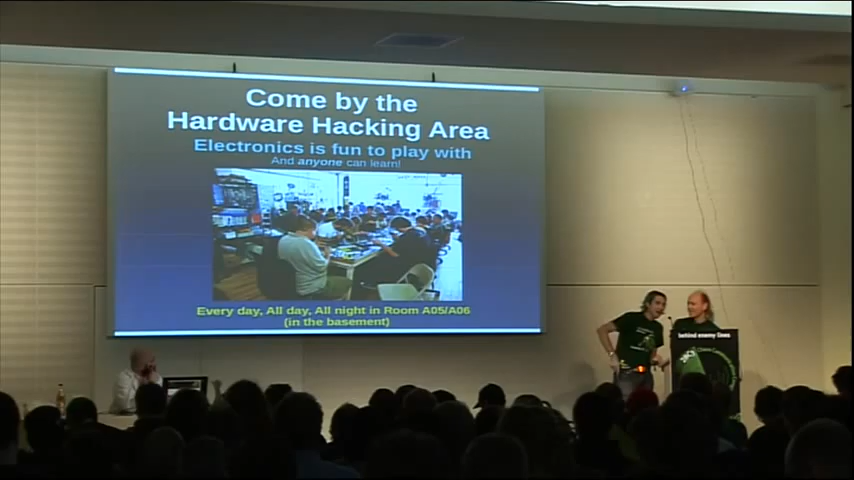 Come by the
Hardware Hacking Area
Electronics is fun to play with
And anyone can learn!
Every day, All day, All night in Room A05/A06
(in the basement)
behind enemy lines